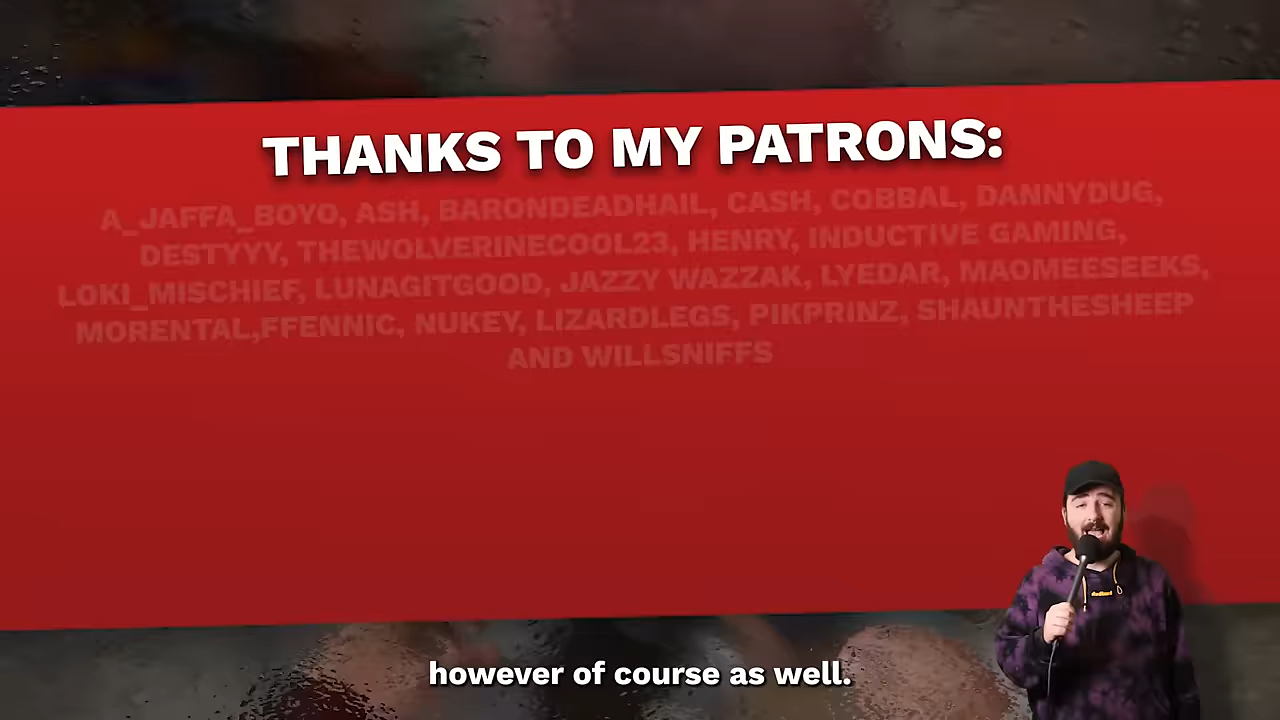 THANKS TO MY PATRONS:
A_JAFFA_BOYO, ASH, BARONDEADHAIL, CASH, COBBAL, DANNYDUG,
DESTYYY, THEWOLVERINECOOL23, HENRY, INDUCTIVE GAMING,
LOKI_MISCHIEF, LUNAGITGOOD, JAZZY WAZZAK, LYEDAR, MAOMEESEEKS,
MORENTAL,FFENNIC, NUKEY, LIZARDLEGS, PIKPRINZ, SHAUNTHESHEEP
AND WILLSNIFFS
however of course as well.